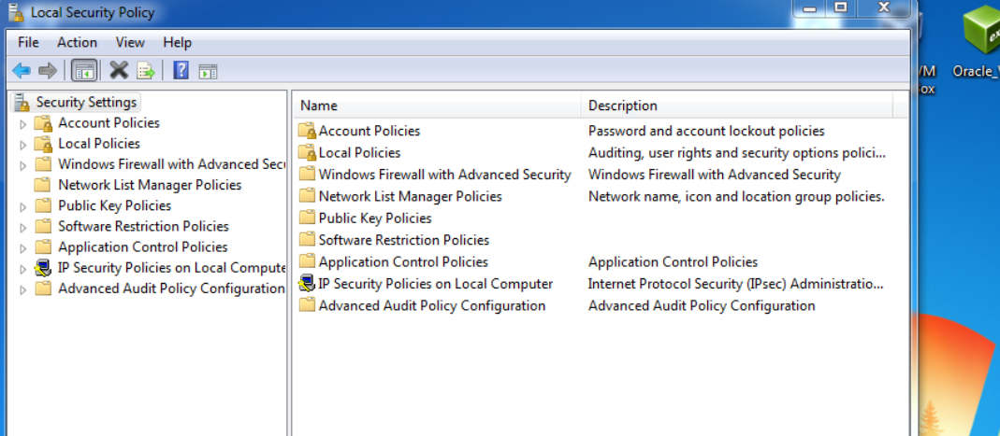 Local Security Policy
File Action View Help
Security Settings
Account Policies
Local Policies
Windows Firewall with Advanced Secu
Network List Manager Policies
Public Key Policies
Software Restriction Policies
Application Control Policies
IP Security Policies on Local Compute
Advanced Audit Policy Configuration
Name Description
Account Policies Password and account lockout policies
Local Policies Auditing, user rights and security options polici...
Windows Firewall with Advanced Security Windows Firewall with Advanced Security
Network List Manager Policies Network name, icon and location group policies.
Public Key Policies
Software Restriction Policies
Application Control Policies Application Control Policies
IP Security Policies on Local Computer Internet Protocol Security (IPsec) Administratio...
Advanced Audit Policy Configuration Advanced Audit Policy Configuration
VM
ox
Oracle_